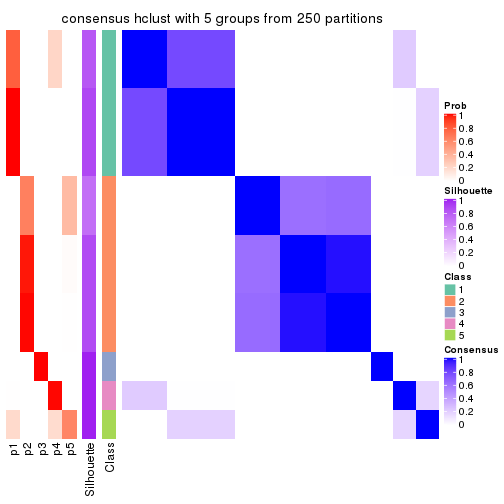 consensus hclust with 5 groups from 250 partitions
Prob
1
0.8
0.6
0.4
0.2
0
Silhouette
1
0.8
0.6
0.4
0.2
0
Class
1
2
3
4
5
Consensus
1
0.8
0.6
0.4
0.2
0
p1
p2
p3
p4
p5
Silhouette
Class